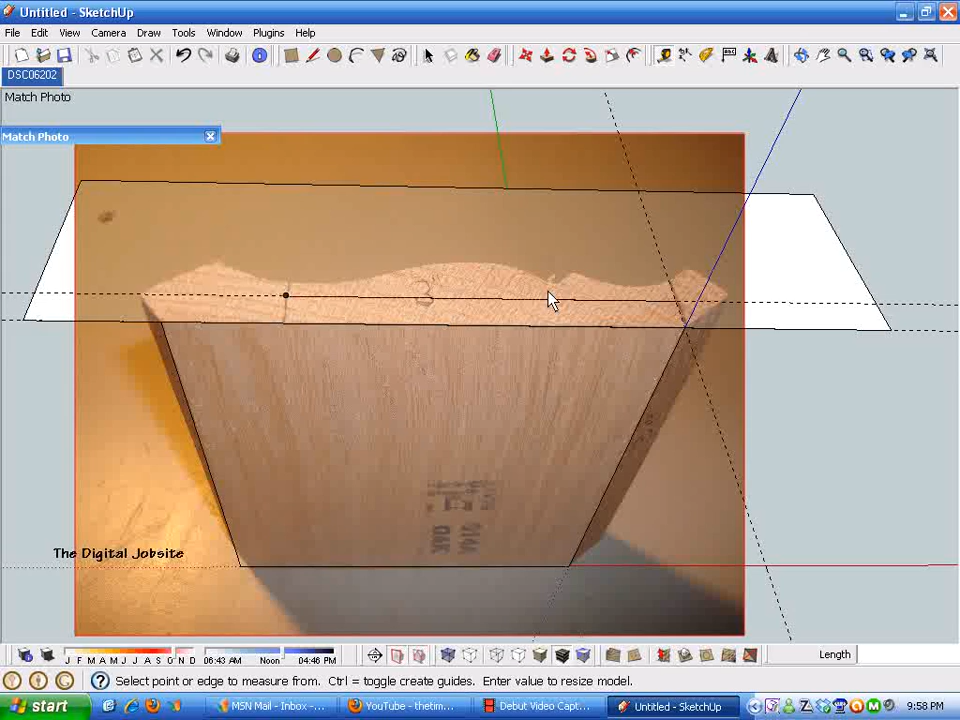 Untitled - SketchUp
File Edit View Camera Draw Tools Window Plugins Help
DSC06202
Match Photo
Match Photo
The Digital Jobsite
J F M A M J J A S O N D 06:43 AM Noon 04:46 PM Length
Select point or edge to measure from. Ctrl = toggle create guides. Enter value to resize model.
start MSN Mail - Inbox -... YouTube - thetim... Debut Video Capt... Untitled - SketchUp 9:58 PM